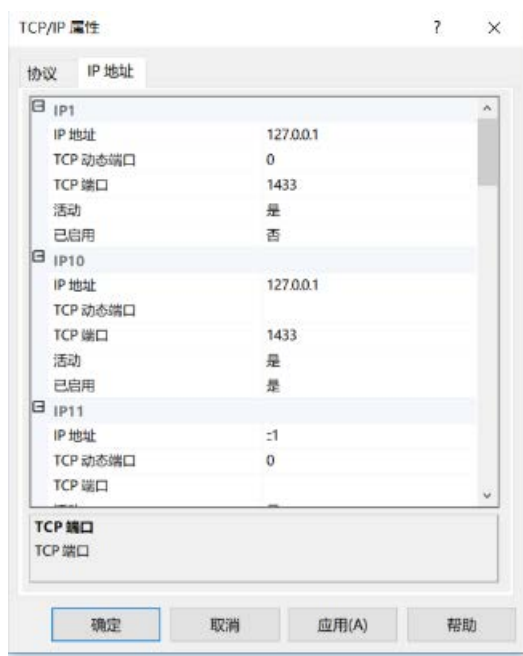 TCP/IP 属性 ? ×
协议 IP 地址
IP1
IP 地址 127.0.0.1
TCP 动态端口 0
TCP 端口 1433
活动 是
已启用 否
IP10
IP 地址 127.0.0.1
TCP 动态端口
TCP 端口 1433
活动 是
已启用 是
IP11
IP 地址 ::1
TCP 动态端口 0
TCP 端口
TCP 端口
TCP 端口
确定 取消 应用(A) 帮助